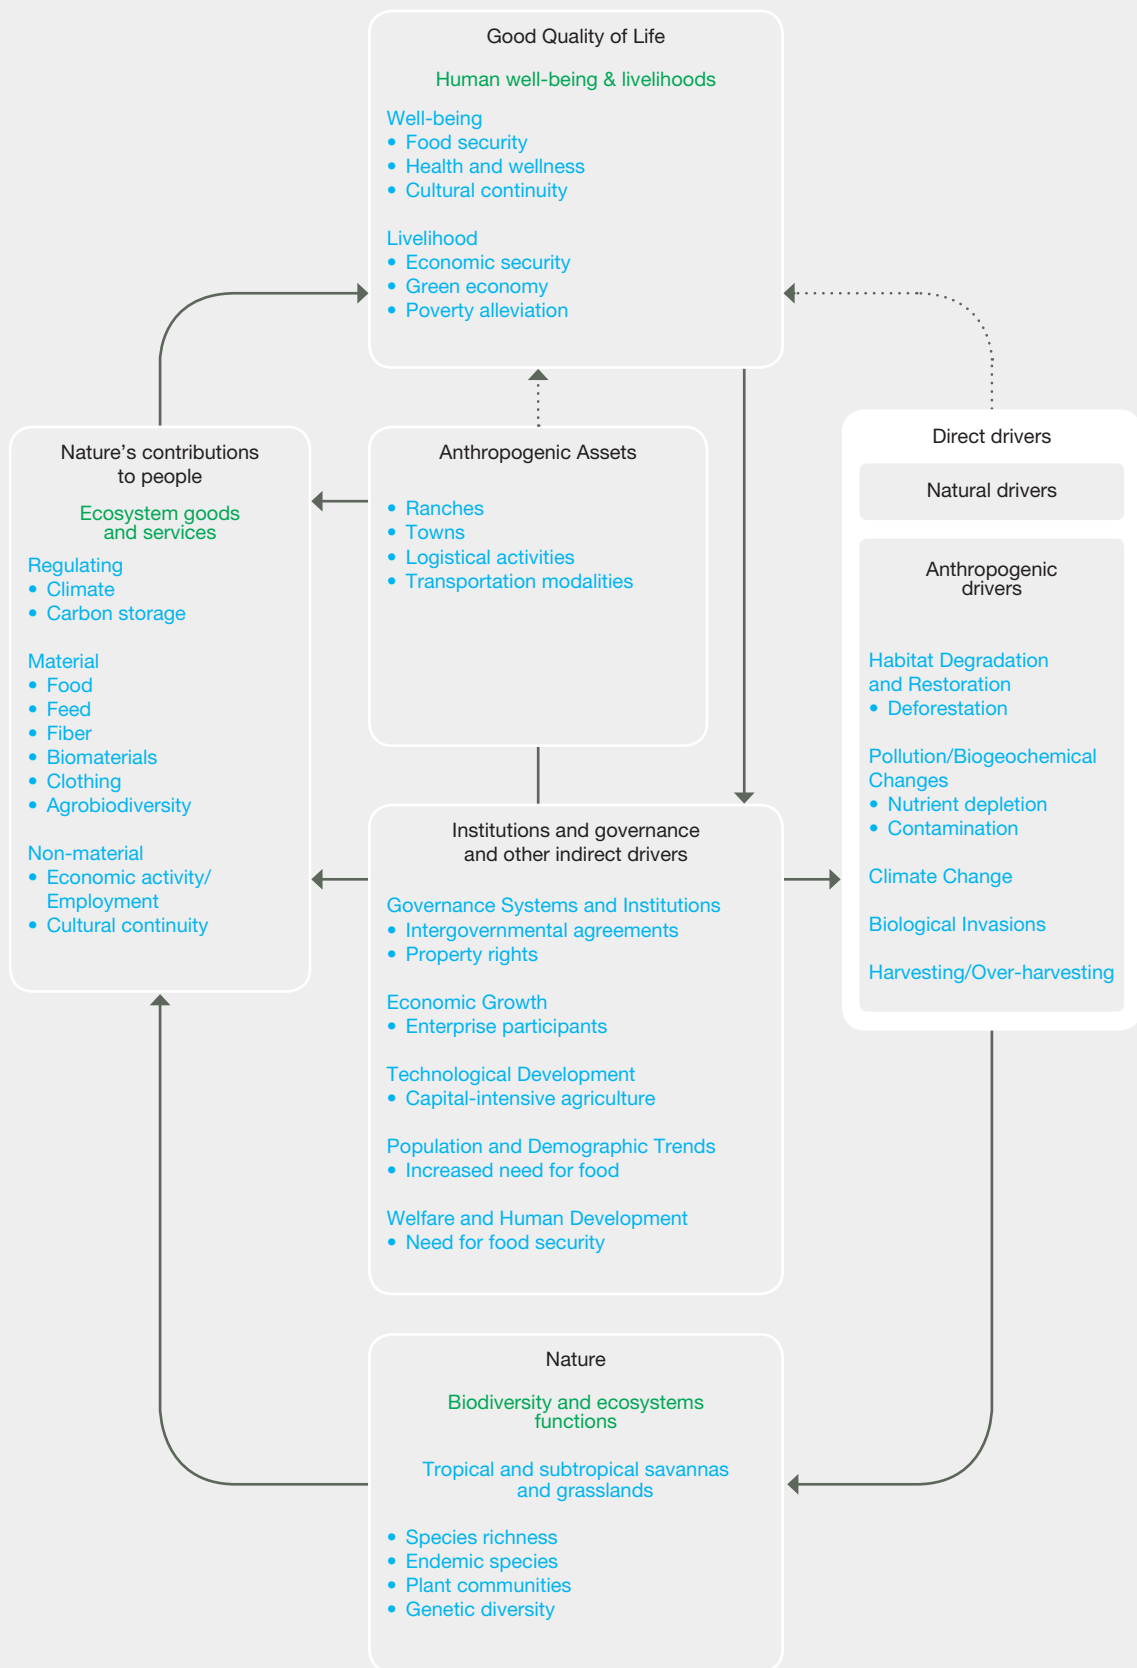 Good Quality of Life
Human well-being & livelihoods
Well-being
• Food security
• Health and wellness
• Cultural continuity
Livelihood
• Economic security
• Green economy
• Poverty alleviation
Nature’s contributions
to people
Ecosystem goods
and services
Regulating
• Climate
• Carbon storage
Material
• Food
• Feed
• Fiber
• Biomaterials
• Clothing
• Agrobiodiversity
Non-material
• Economic activity/
Employment
• Cultural continuity
Anthropogenic Assets
• Ranches
• Towns
• Logistical activities
• Transportation modalities
Direct drivers
Natural drivers
Anthropogenic
drivers
Habitat Degradation
and Restoration
• Deforestation
Pollution/Biogeochemical
Changes
• Nutrient depletion
• Contamination
Climate Change
Biological Invasions
Harvesting/Over-harvesting
Institutions and governance
and other indirect drivers
Governance Systems and Institutions
• Intergovernmental agreements
• Property rights
Economic Growth
• Enterprise participants
Technological Development
• Capital-intensive agriculture
Population and Demographic Trends
• Increased need for food
Welfare and Human Development
• Need for food security
Nature
Biodiversity and ecosystems
functions
Tropical and subtropical savannas
and grasslands
• Species richness
• Endemic species
• Plant communities
• Genetic diversity